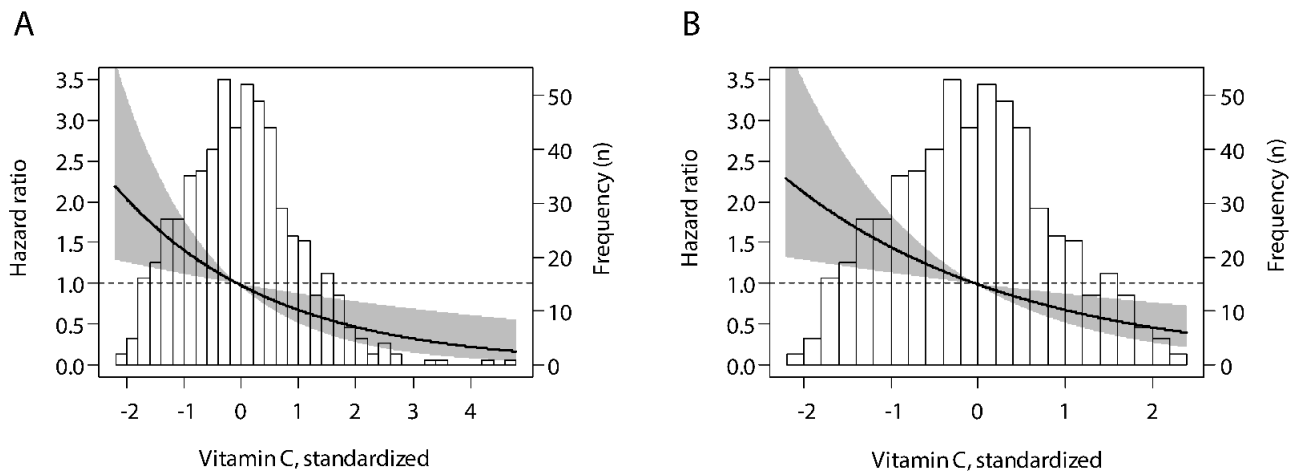 A
Hazard ratio
3.5
3.0
2.5
2.0
1.5
1.0
0.5
0.0
50
40
30
20
10
0
Frequency (n)
-2 -1 0 1 2 3 4
Vitamin C, standardized
B
Hazard ratio
3.5
3.0
2.5
2.0
1.5
1.0
0.5
0.0
50
40
30
20
10
0
Frequency (n)
-2 -1 0 1 2
Vitamin C, standardized